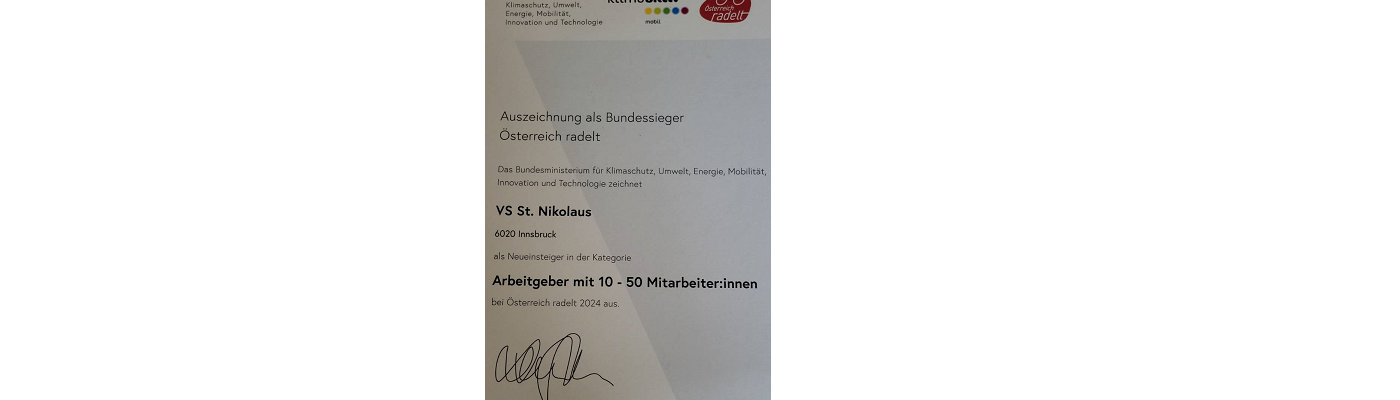 Klimaschutz, Umwelt,
Energie, Mobilität,
Innovation und Technologie
mobil
Österreich
radelt
Auszeichnung als Bundessieger
Österreich radelt
Das Bundesministerium für Klimaschutz, Umwelt, Energie, Mobilität,
Innovation und Technologie zeichnet
VS St. Nikolaus
6020 Innsbruck
als Neueinsteiger in der Kategorie
Arbeitgeber mit 10 - 50 Mitarbeiter:innen
bei Österreich radelt 2024 aus.